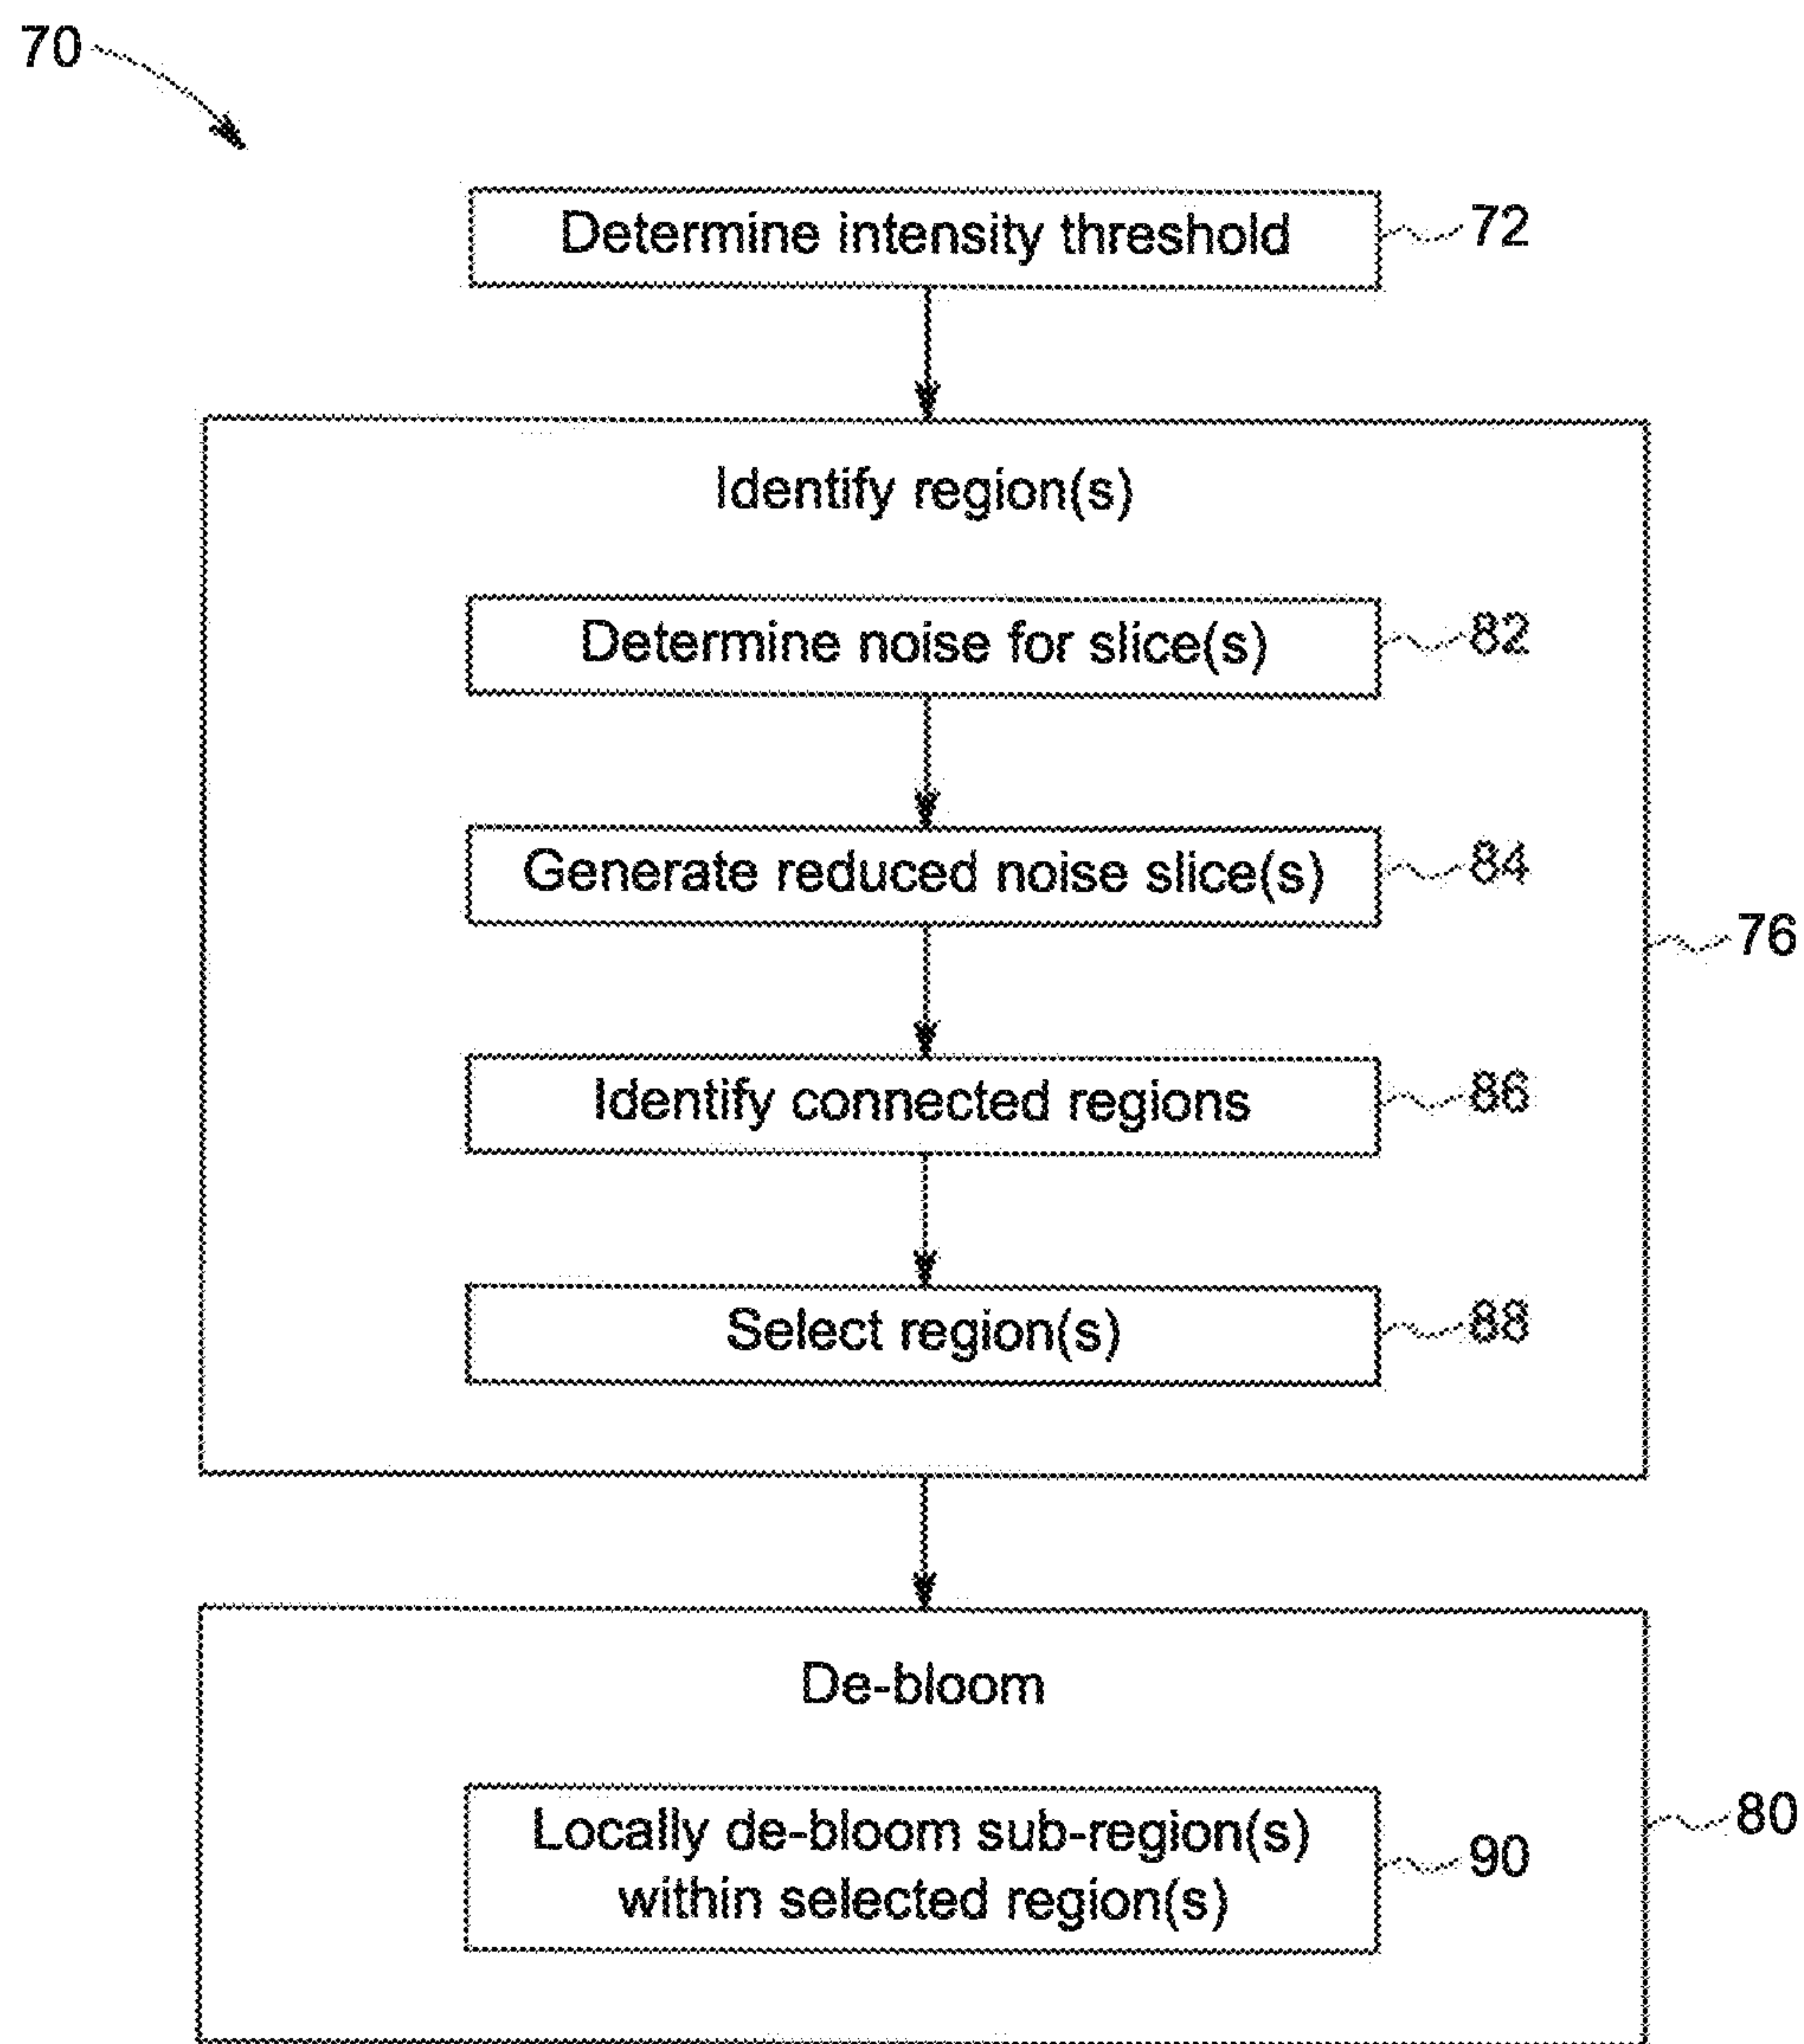 70
Determine intensity threshold
72
Identify region(s)
Determine noise for slice(s)
82
Generate reduced noise slice(s)
84
76
Identify connected regions
86
Select region(s)
88
De-bloom
80
Locally de-bloom sub-region(s)
within selected region(s)
90